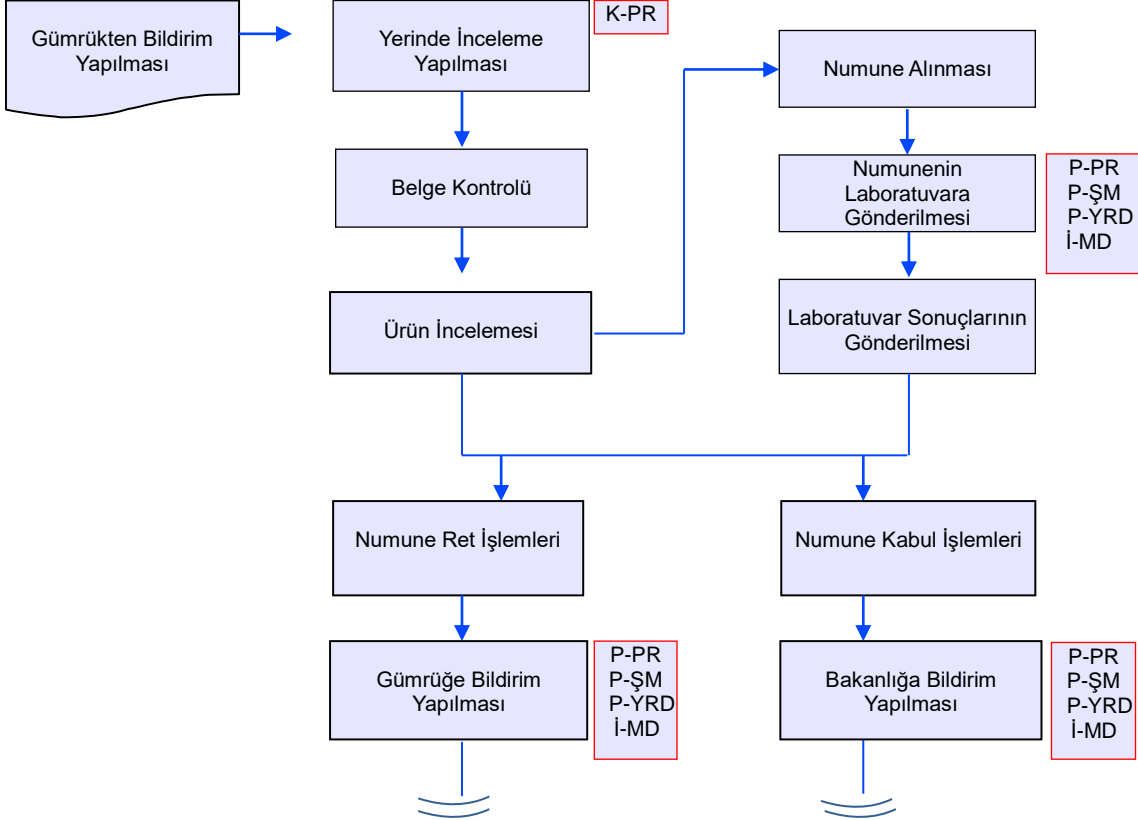 Gümrükten Bildirim
Yapılması
Yerinde İnceleme
Yapılması
K-PR
Belge Kontrolü
Ürün İncelemesi
Numune Alınması
Numunenin
Laboratuvara
Gönderilmesi
P-PR
P-ŞM
P-YRD
İ-MD
Laboratuvar Sonuçlarının
Gönderilmesi
Numune Ret İşlemleri
Numune Kabul İşlemleri
Gümrüğe Bildirim
Yapılması
P-PR
P-ŞM
P-YRD
İ-MD
Bakanlığa Bildirim
Yapılması
P-PR
P-ŞM
P-YRD
İ-MD